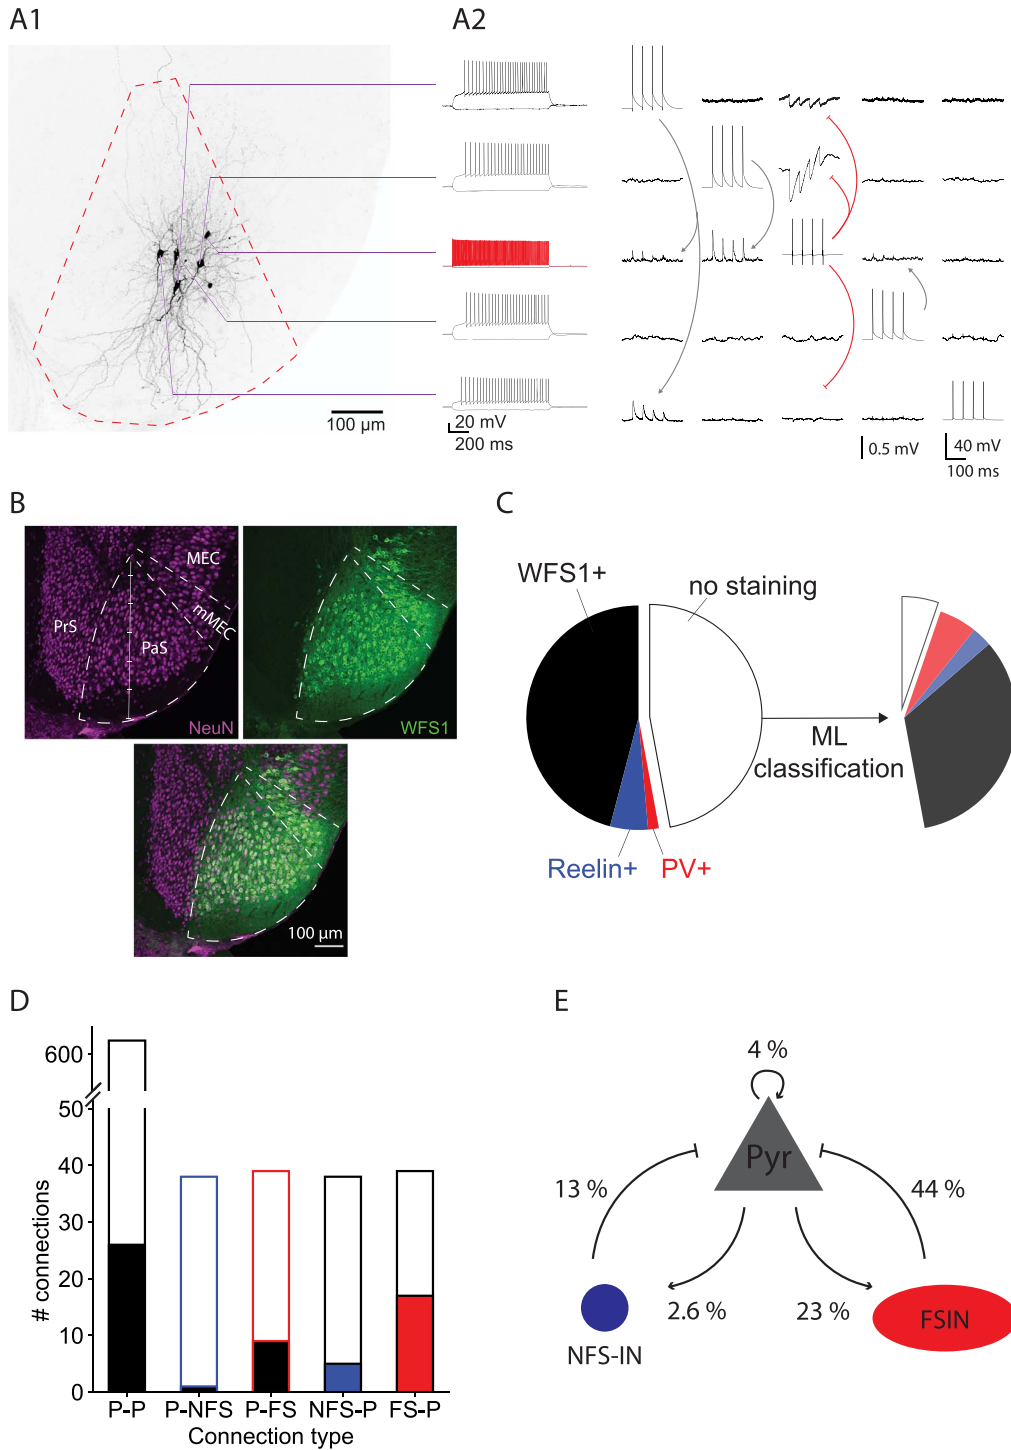 A1
A2
100 µm
20 mV
200 ms
0.5 mV
40 mV
100 ms
B
MEC
mMEC
PrS
PaS
NeuN
WFS1
100 µm
C
WFS1+
no staining
ML
classification
Reelin+
PV+
D
600
50
40
30
20
10
0
# connections
P-P
P-NFS
P-FS
NFS-P
FS-P
Connection type
E
4 %
Pyr
13 %
44 %
2.6 %
23 %
NFS-IN
FSIN